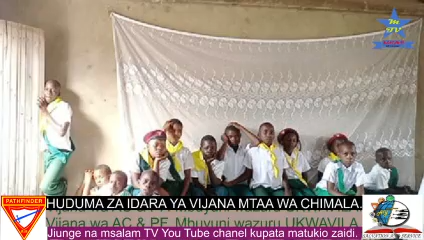 TV
PATHFINDER
HUDUMA ZA IDARA YA VIJANA MTAA WA CHIMALA.
Vijana wa AC & PF Mbuyuni wazuru UKWAVILA
Jiunge na msalam TV You Tube chanel kupata matukio zaidi.